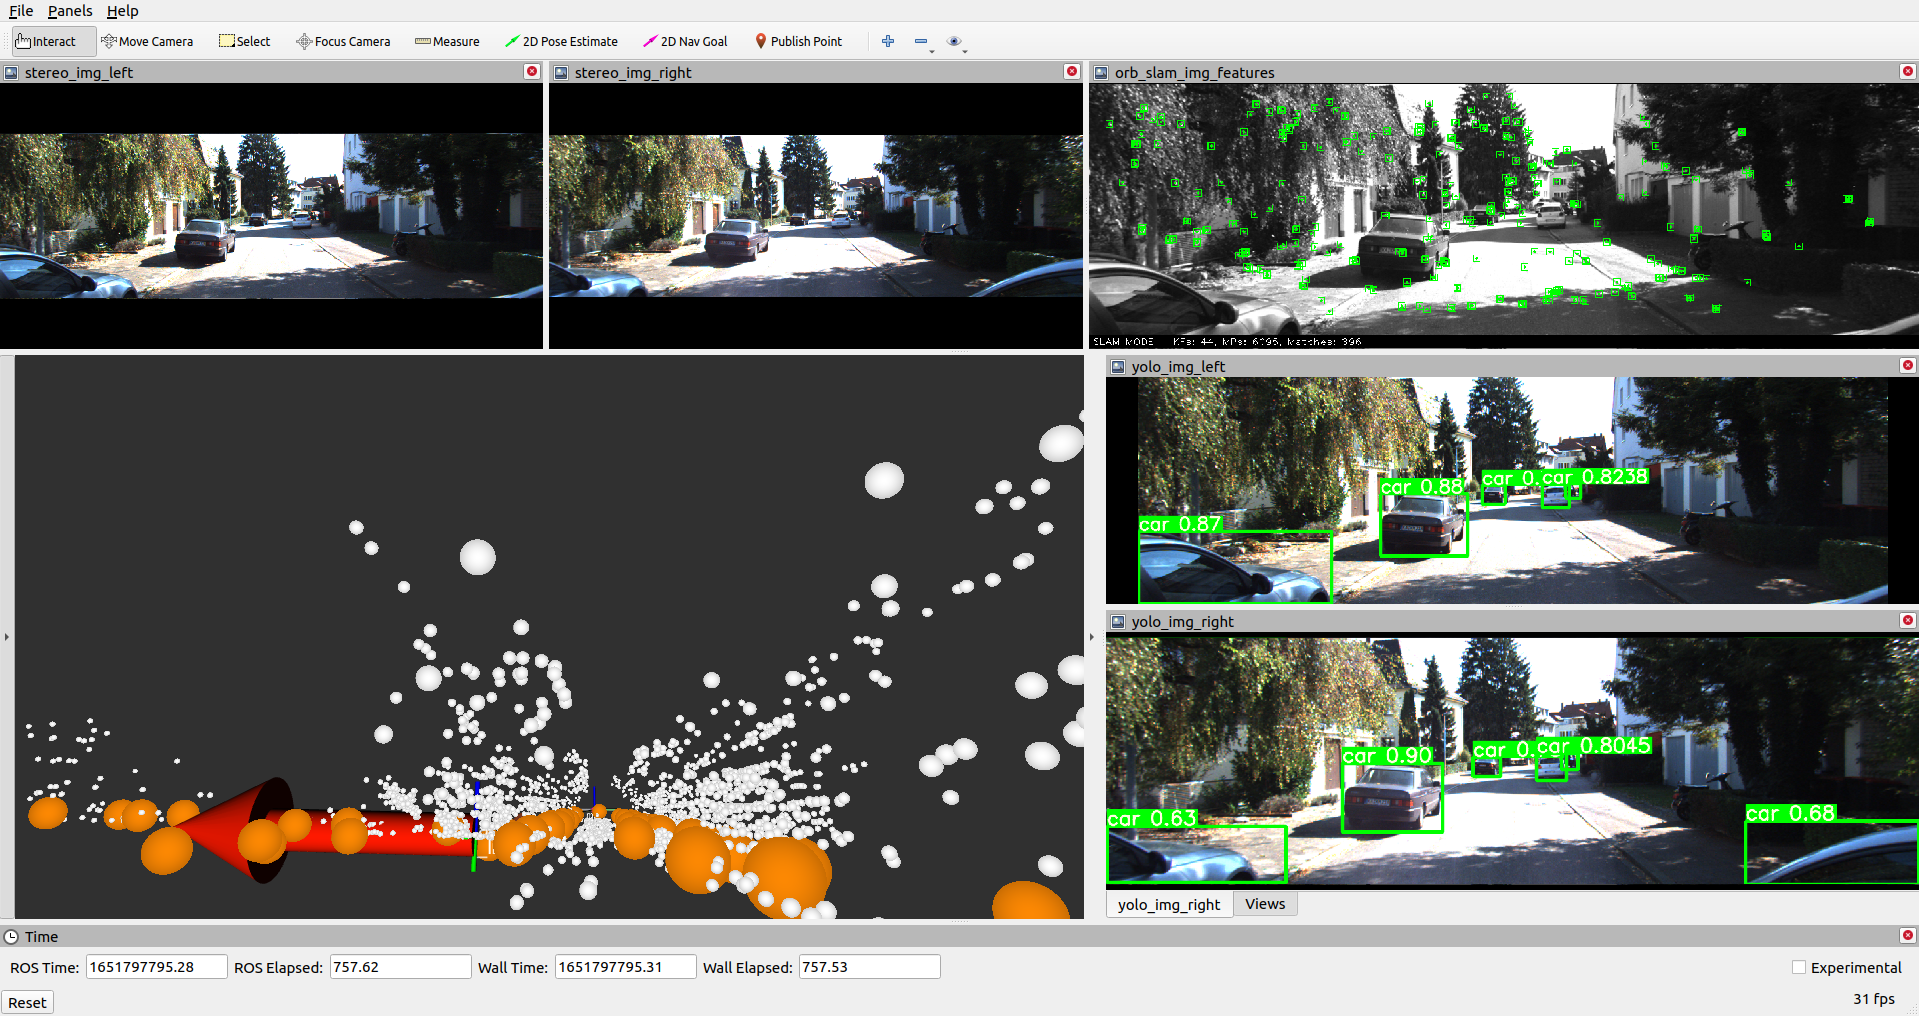 File Panels Help
Interact Move Camera Select Focus Camera Measure 2D Pose Estimate 2D Nav Goal Publish Point
stereo_img_left
stereo_img_right
orb_slam_img_features
SLAM MODE | KFs: 44, MPs: 6395, Matches: 396
yolo_img_left
car 0.87
car 0.88
car 0.
car 0.8238
yolo_img_right
car 0.63
car 0.90
car 0.
car 0.8045
car 0.68
yolo_img_right Views
Time
ROS Time: 1651797795.28 ROS Elapsed: 757.62 Wall Time: 1651797795.31 Wall Elapsed: 757.53 Experimental
Reset 31 fps